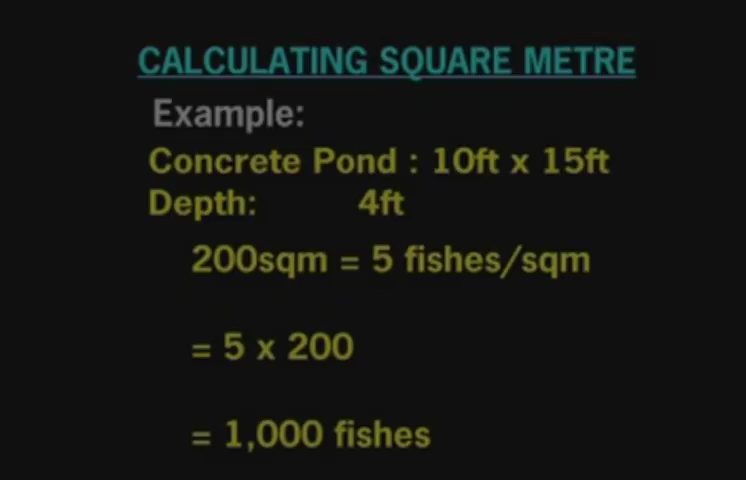 CALCULATING SQUARE METRE
Example:
Concrete Pond : 10ft x 15ft
Depth: 4ft
200sqm = 5 fishes/sqm
= 5 x 200
= 1,000 fishes